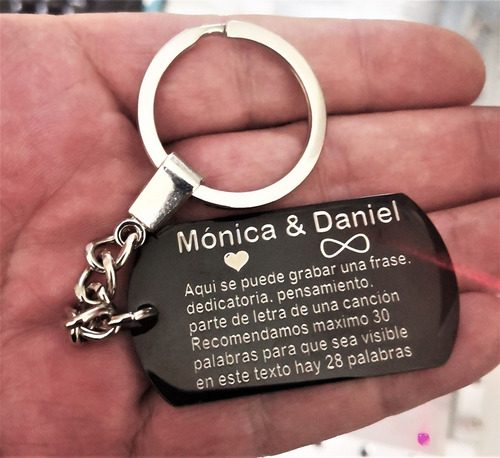 Mónica & Daniel
Aqui se puede grabar una frase.
dedicatoria, pensamiento.
parte de letra de una canción
Recomendamos maximo 30
palabras para que sea visible
en este texto hay 28 palabras